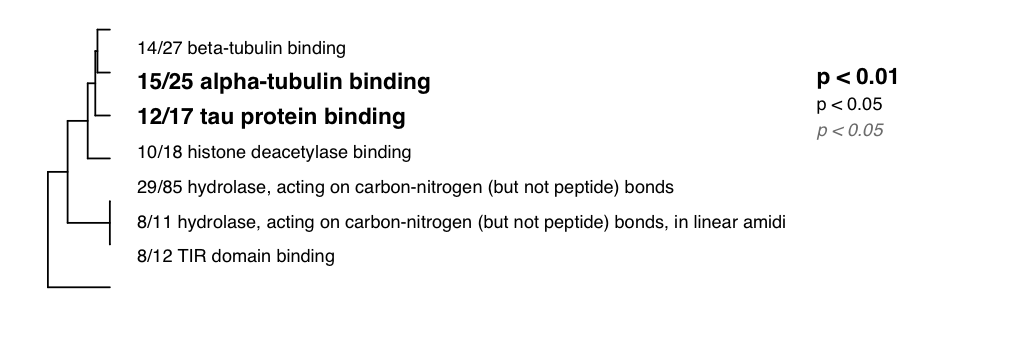 14/27 beta-tubulin binding
15/25 alpha-tubulin binding
12/17 tau protein binding
10/18 histone deacetylase binding
29/85 hydrolase, acting on carbon-nitrogen (but not peptide) bonds
8/11 hydrolase, acting on carbon-nitrogen (but not peptide) bonds, in linear amidi
8/12 TIR domain binding
p < 0.01
p < 0.05
p < 0.05